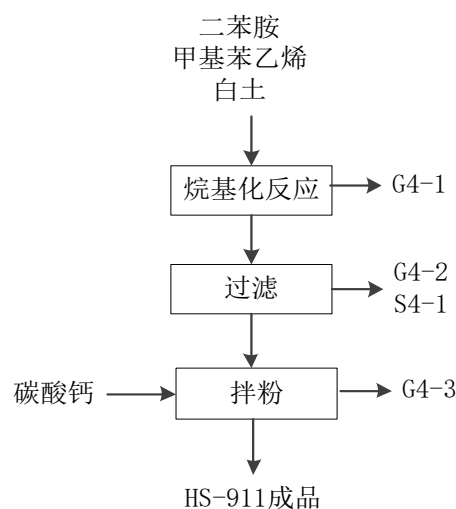 二苯胺
甲基苯乙烯
白土
烷基化反应
G4-1
过滤
G4-2
S4-1
碳酸钙
拌粉
G4-3
HS-911成品